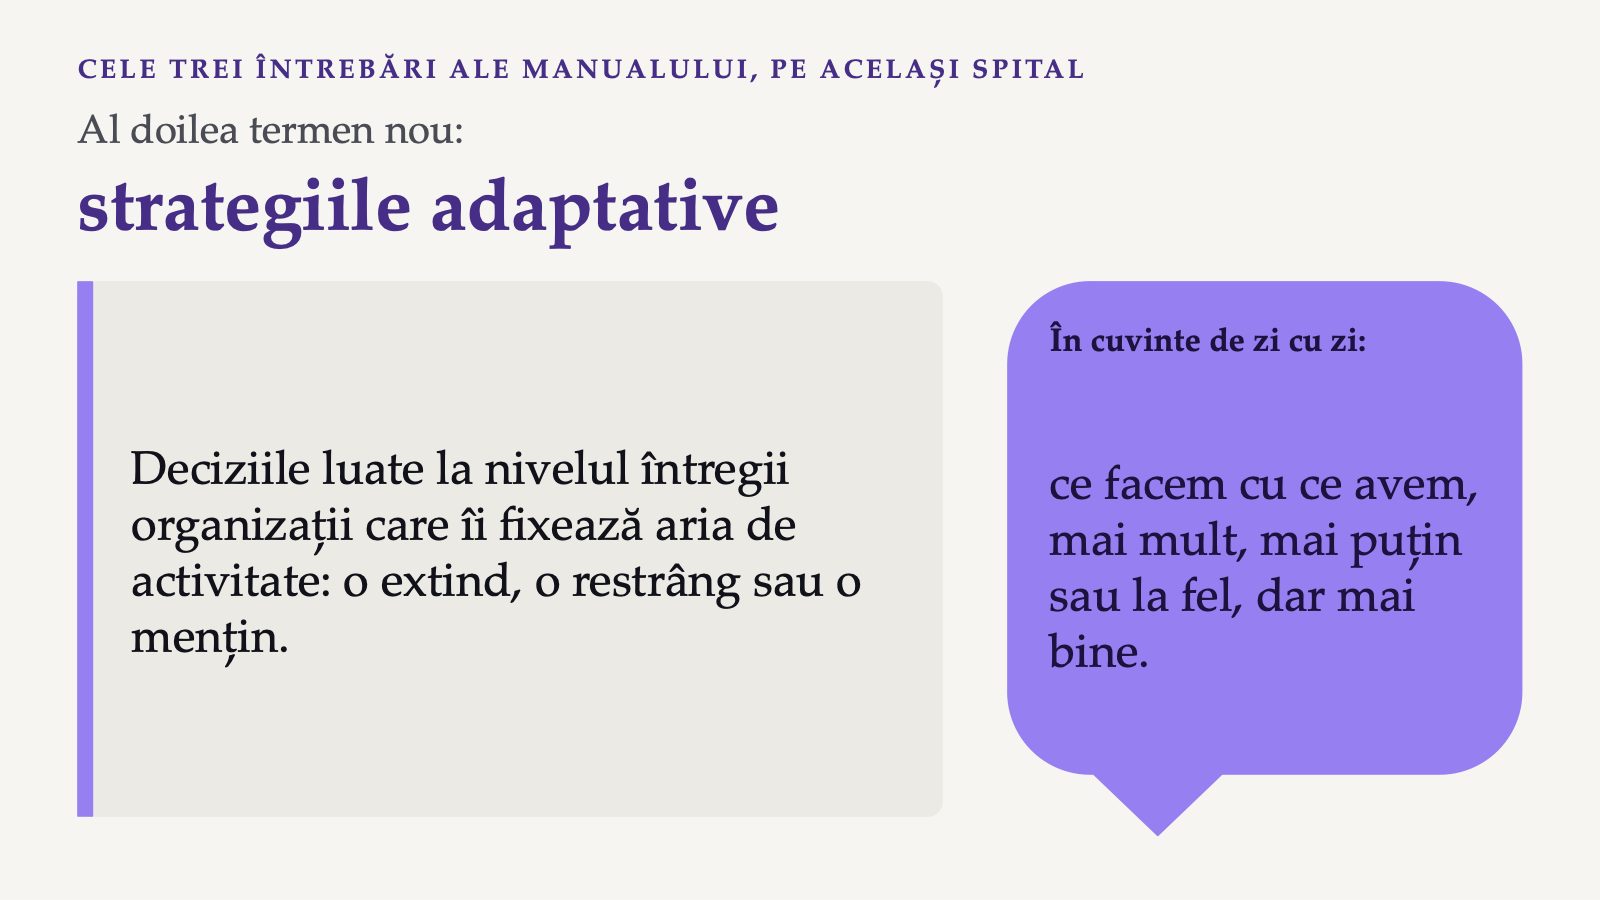 CELE TREI ÎNTREBĂRI ALE MANUALULUI, PE ACELAȘI SPITAL
Al doilea termen nou:
strategiile adaptative
Deciziile luate la nivelul întregii
organizației care îi fixează aria de
activitate: o extind, o restrâng sau o
mențin.
În cuvinte de zi cu zi:
ce facem cu ce avem,
mai mult, mai puțin
sau la fel, dar mai
bine.